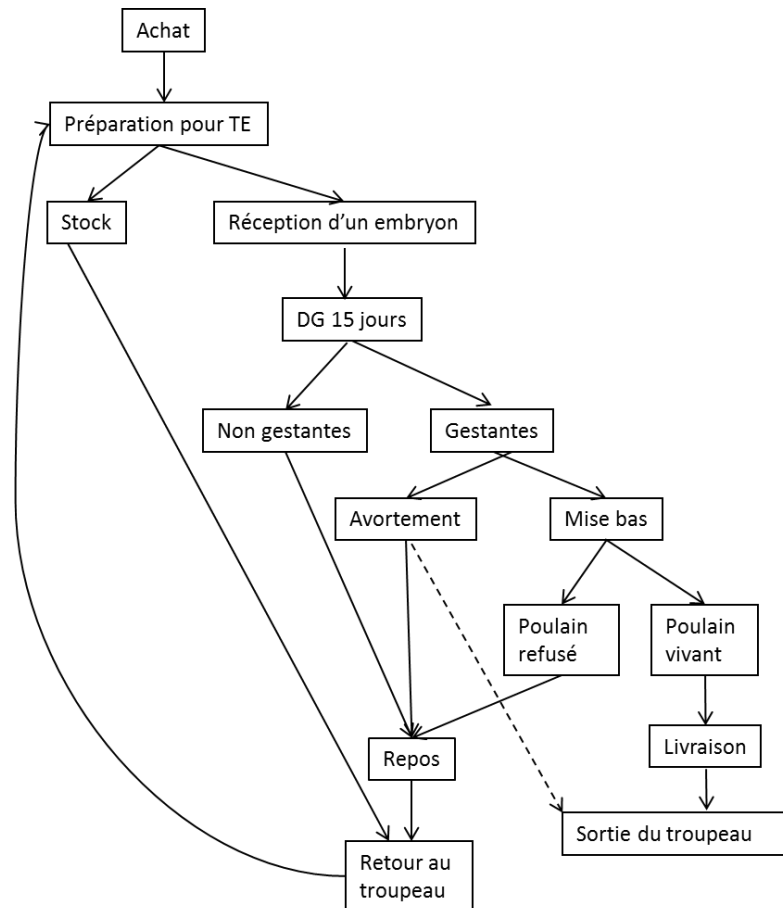 Achat
Préparation pour TE
Stock
Réception d'un embryon
DG 15 jours
Non gestantes
Gestantes
Avortement
Mise bas
Poulain
refusé
Poulain
vivant
Repos
Livraison
Sortie du troupeau
Retour au
troupeau